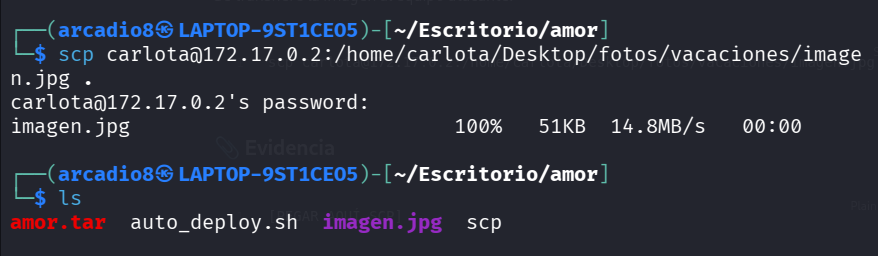 ┌──(arcadio8㉿LAPTOP-9ST1CEO5)-[~/Escritorio/amor]
└─$ scp carlota@172.17.0.2:/home/carlota/Desktop/fotos/vacaciones/image
n.jpg .
carlota@172.17.0.2's password:
imagen.jpg                          100%   51KB  14.8MB/s   00:00
Evidencia
┌──(arcadio8㉿LAPTOP-9ST1CEO5)-[~/Escritorio/amor]
└─$ ls
amor.tar  auto_deploy.sh  imagen.jpg  scp